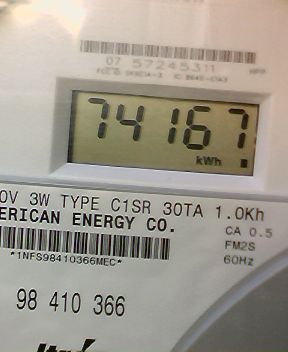 07 57245311
74167
kWh
0V 3W TYPE C1SR 30TA 1.0Kh
ERICAN ENERGY CO.
CA 0.5
FM2S
*1NFS98410366MEC*
60Hz
98 410 366